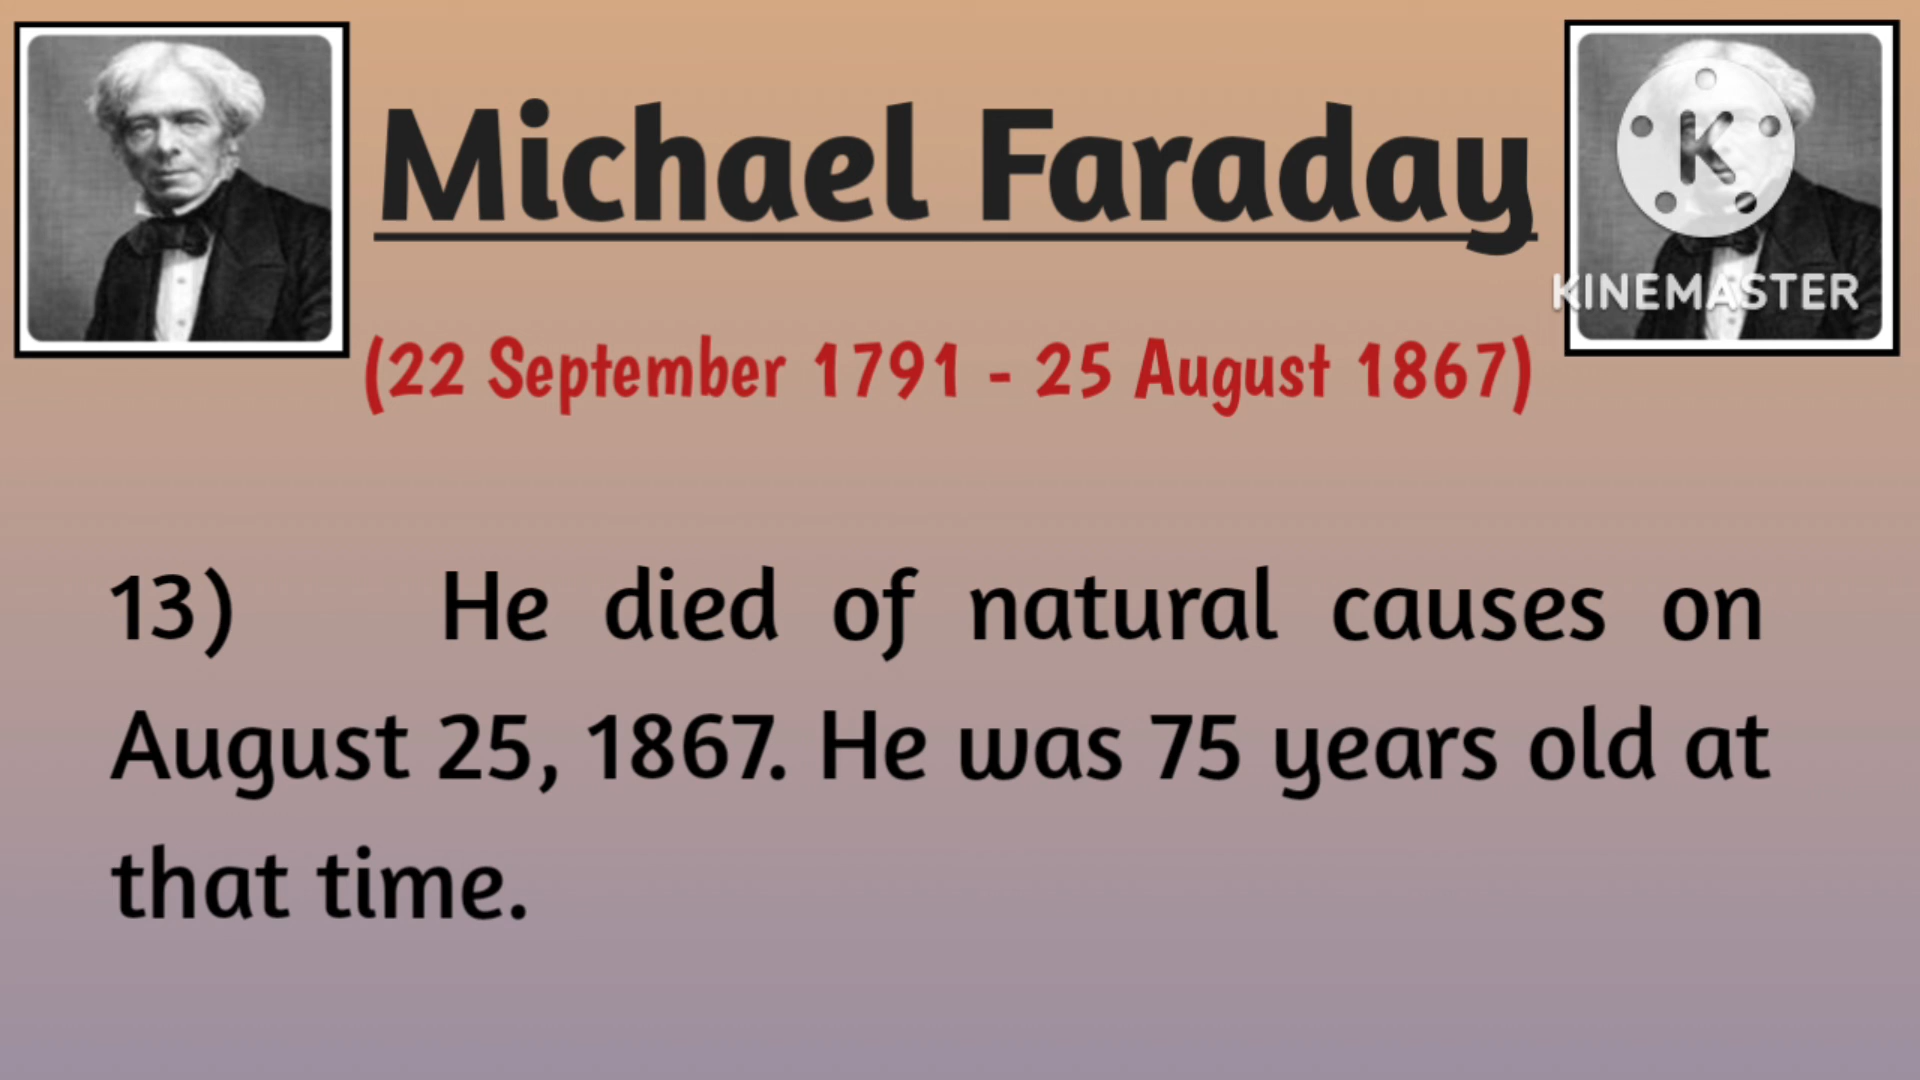 Michael Faraday
K
KINEMASTER
(22 September 1791 - 25 August 1867)
13) He died of natural causes on
August 25, 1867. He was 75 years old at
that time.